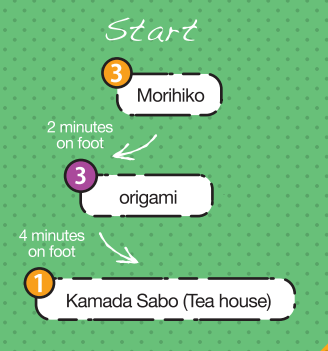 Start
3
Morihiko
2 minutes
on foot
3
origami
4 minutes
on foot
1
Kamada Sabo (Tea house)